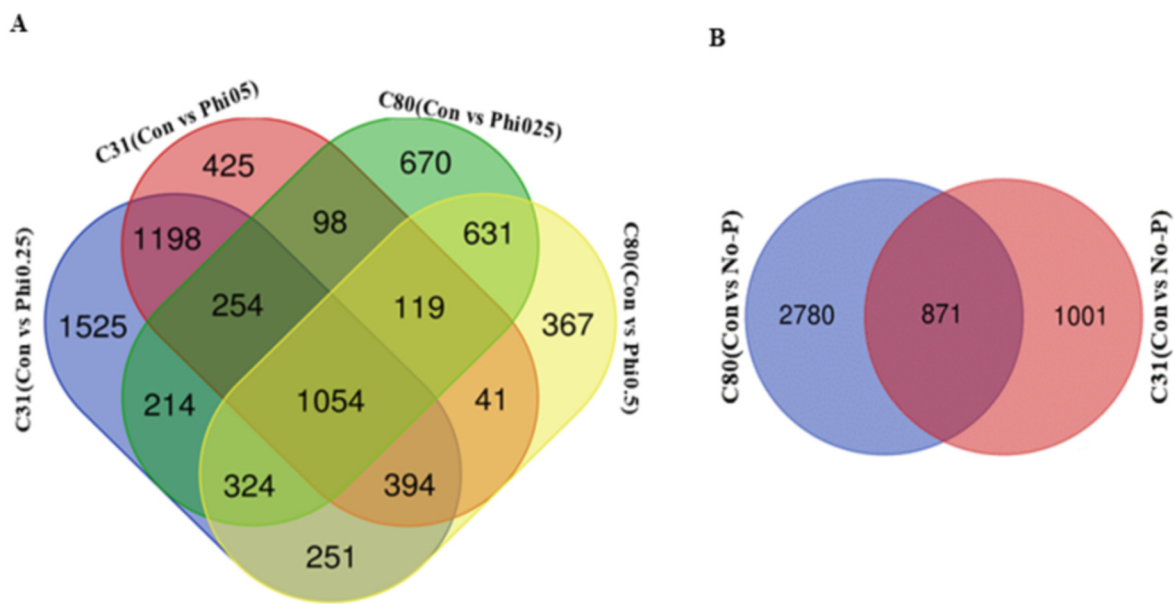 A
B
C31(Con vs Phi05)
C80(Con vs Phi025)
C31(Con vs Phi0.25)
C80(Con vs Phi0.5)
425
670
1198
98
631
254
119
1525
367
214
1054
41
324
394
251
C80(Con vs No-P)
2780
871
1001
C31(Con vs No-P)